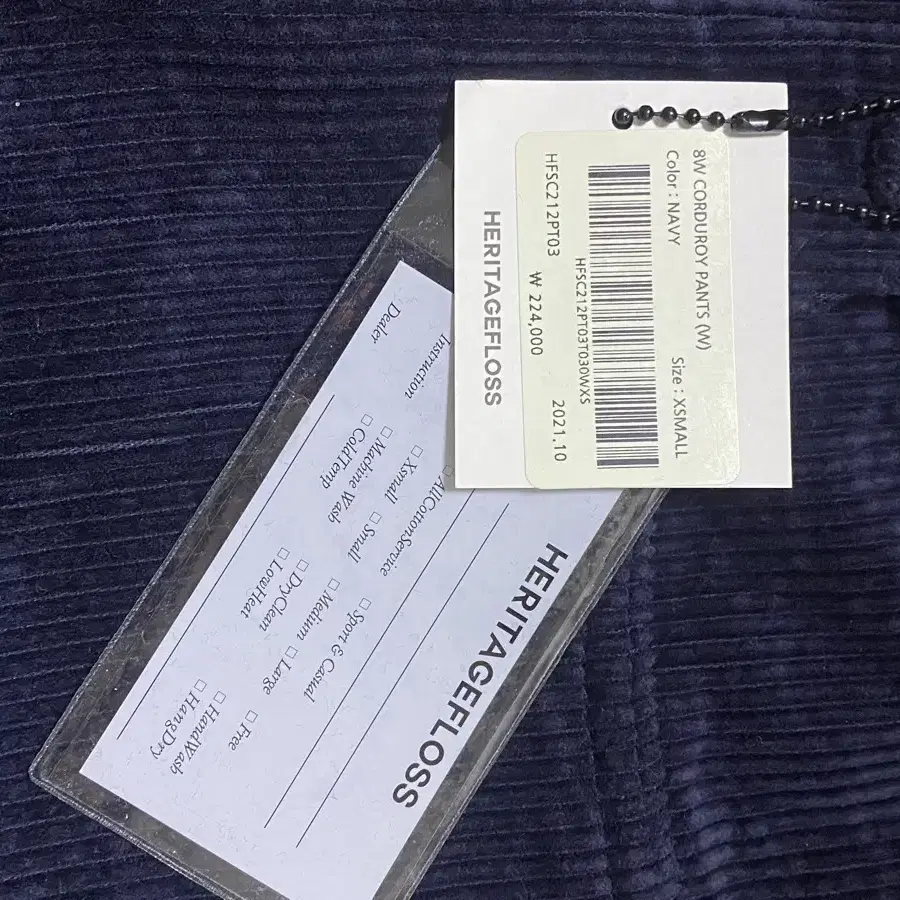 8W CORDUROY PANTS (W)
Color : NAVY Size : XSMALL
HFSC212PT03T030WXS
HFSC212PT03 2021.10
₩ 224,000
HERITAGEFLOSS
HERITAGEFLOSS
□ AllCottonService □ Sport & Casual
□ Xsmall □ Small □ Medium □ Large □ Free
Instruction □ Machine Wash □ DryClean □ HandWash
□ ColdTemp □ LowHeat □ HangDry
Dealer